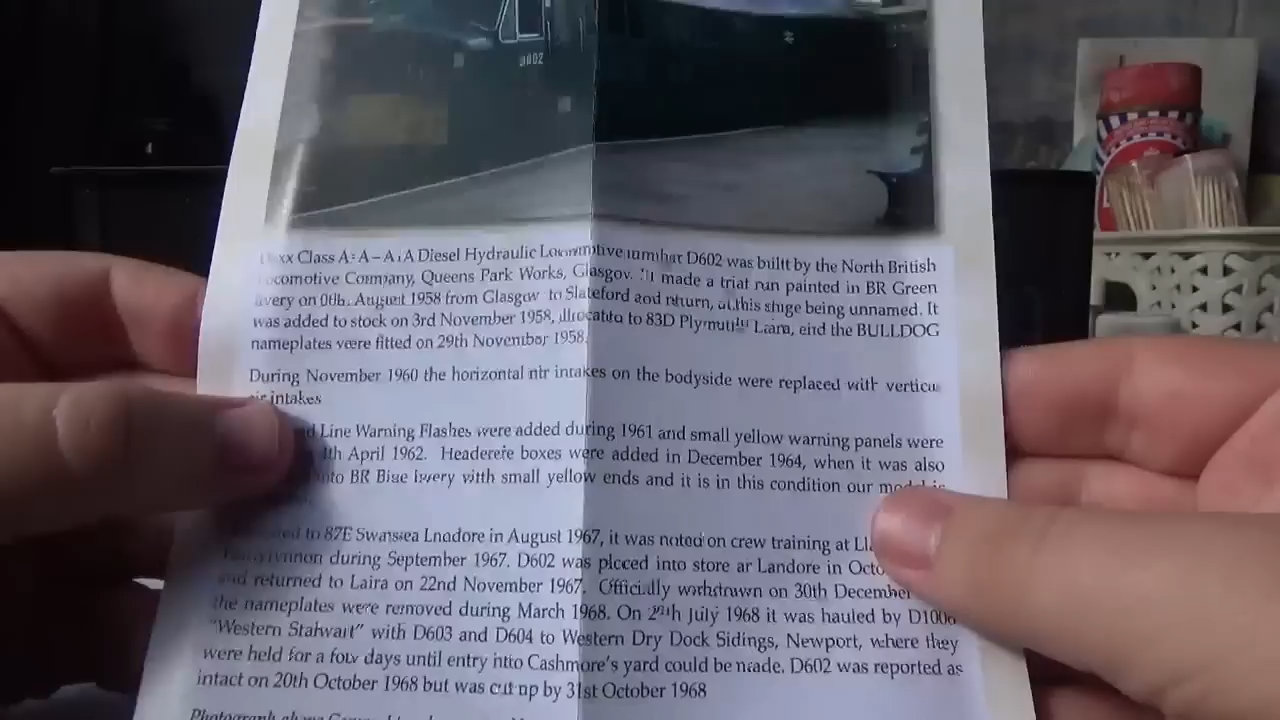 D602
xx Class A1A-A1A Diesel Hydraulic Locomotive number D602 was built by the North British
Locomotive Company, Queens Park Works, Glasgow. It made a trial run painted in BR Green
livery on August 1958 from Glasgow to Slateford and return, at this stage being unnamed. It
was added to stock on 3rd November 1958, allocated to 83D Plymouth Laira, and the BULLDOG
nameplates were fitted on 29th November 1958.
During November 1960 the horizontal air intakes on the bodyside were replaced with vertical
air intakes
Line Warning Flashes were added during 1961 and small yellow warning panels were
April 1962. Headcode boxes were added in December 1964, when it was also
into BR Blue livery with small yellow ends and it is in this condition our model is
to 87E Swansea Landore in August 1967, it was noted on crew training at
during September 1967. D602 was placed into store at Landore in
and returned to Laira on 22nd November 1967. Officially withdrawn on 30th December
the nameplates were removed during March 1968. On July 1968 it was hauled by
"Western Stalwart" with D603 and D604 to Western Dry Dock Sidings, Newport, where they
were held for a few days until entry into Cashmore's yard could be made. D602 was reported as
intact on 20th October 1968 but was cut up by 31st October 1968
Photograph above